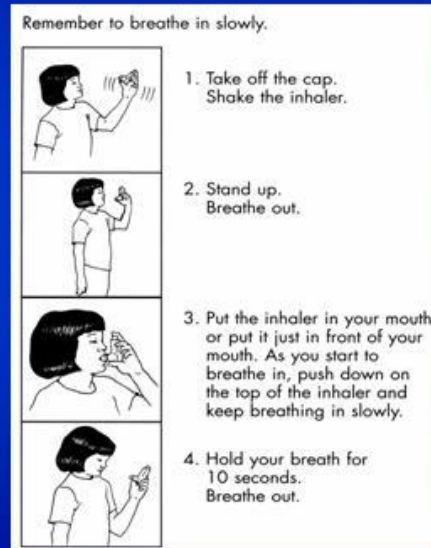 Remember to breathe in slowly.
1. Take off the cap.
Shake the inhaler.
2. Stand up.
Breathe out.
3. Put the inhaler in your mouth
or put it just in front of your
mouth. As you start to
breathe in, push down on
the top of the inhaler and
keep breathing in slowly.
4. Hold your breath for
10 seconds.
Breathe out.